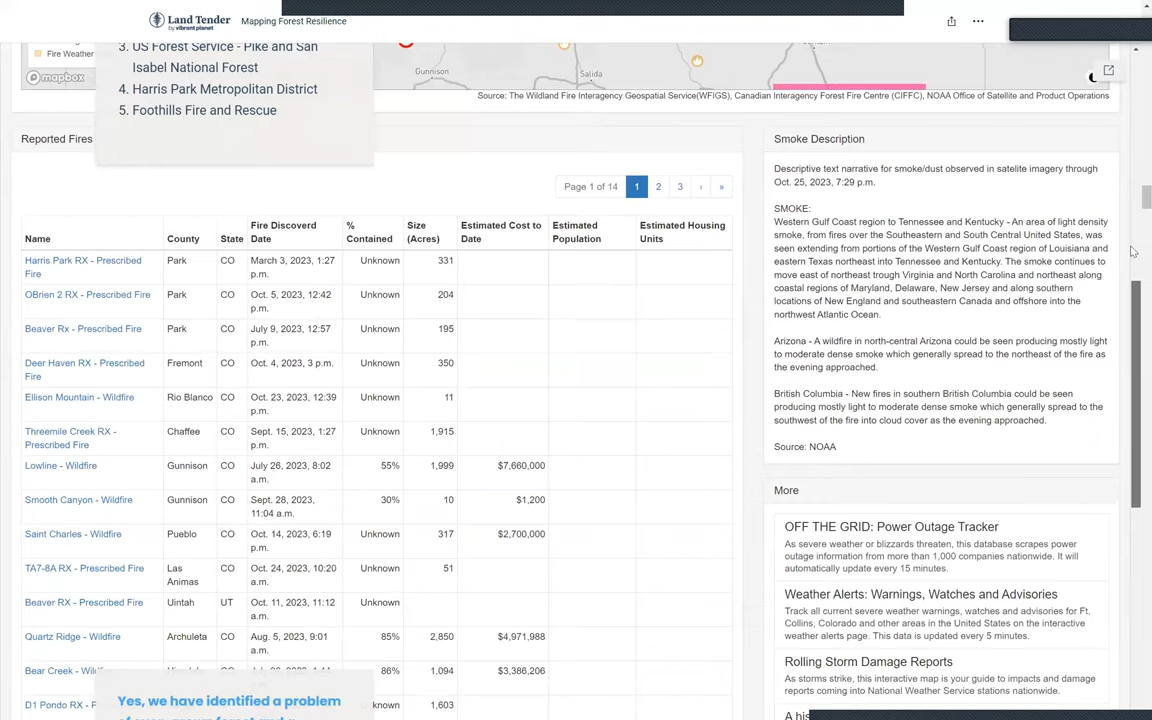 Land Tender
by vibrant planet
Mapping Forest Resilience
Fire Weather
3. US Forest Service - Pike and San
Isabel National Forest
4. Harris Park Metropolitan District
5. Foothills Fire and Rescue
mapbox
Gunnison
Salida
Source: The Wildland Fire Interagency Geospatial Service(WFIGS), Canadian Interagency Forest Fire Centre (CIFFC), NOAA Office of Satellite and Product Operations
Reported Fires
Page 1 of 14 1 2 3 › »
Name County State Fire Discoverd Date % Contained Size (Acres) Estimated Cost to Date Estimated Population Estimated Housing Units
Harris Park RX - Prescribed Fire Park CO March 3, 2023, 1:27 p.m. Unknown 331
OBrien 2 RX - Prescribed Fire Park CO Oct. 5, 2023, 12:42 p.m. Unknown 204
Beaver Rx - Prescribed Fire Park CO July 9, 2023, 12:57 p.m. Unknown 195
Deer Haven RX - Prescribed Fire Fremont CO Oct. 4, 2023, 3 p.m. Unknown 350
Ellison Mountain - Wildfire Rio Blanco CO Oct. 23, 2023, 12:39 p.m. Unknown 11
Threemile Creek RX - Prescribed Fire Chaffee CO Sept. 15, 2023, 1:27 p.m. Unknown 1,915
Lowline - Wildfire Gunnison CO July 26, 2023, 8:02 a.m. 55% 1,999 $7,660,000
Smooth Canyon - Wildfire Gunnison CO Sept. 28, 2023, 11:04 a.m. 30% 10 $1,200
Saint Charles - Wildfire Pueblo CO Oct. 14, 2023, 6:19 p.m. Unknown 317 $2,700,000
TA7-8A RX - Prescribed Fire Las Animas CO Oct. 24, 2023, 10:20 a.m. Unknown 51
Beaver RX - Prescribed Fire Uintah UT Oct. 11, 2023, 11:12 a.m. Unknown
Quartz Ridge - Wildfire Archuleta CO Aug. 5, 2023, 9:01 a.m. 85% 2,850 $4,971,988
Bear Creek - CO 86% 1,094 $3,386,206
D1 Pondo RX - 1,603
Yes, we have identified a problem
Smoke Description
Descriptive text narrative for smoke/dust observed in satelite imagery through
Oct. 25, 2023, 7:29 p.m.
SMOKE:
Western Gulf Coast region to Tennessee and Kentucky - An area of light density
smoke, from fires over the Southeastern and South Central United States, was
seen extending from portions of the Western Gulf Coast region of Louisiana and
eastern Texas northeast into Tennessee and Kentucky. The smoke continues to
move east of northeast trough Virginia and North Carolina and northeast along
coastal regions of Maryland, Delaware, New Jersey and along southern
locations of New England and southeastern Canada and offshore into the
northwest Atlantic Ocean.
Arizona - A wildfire in north-central Arizona could be seen producing mostly light
to moderate dense smoke which generally spread to the northeast of the fire as
the evening approached.
British Columbia - New fires in southern British Columbia could be seen
producing mostly light to moderate dense smoke which generally spread to the
southwest of the fire into cloud cover as the evening approached.
Source: NOAA
More
OFF THE GRID: Power Outage Tracker
As severe weather or blizzards threaten, this database scrapes power
outage information from more than 1,000 companies nationwide. It will
automatically update every 15 minutes.
Weather Alerts: Warnings, Watches and Advisories
Track all current severe weather warnings, watches and advisories for Ft.
Collins, Colorado and other areas in the United States on the interactive
weather alerts page. This data is updated every 5 minutes.
Rolling Storm Damage Reports
As storms strike, this interactive map is your guide to impacts and damage
reports coming into National Weather Service stations nationwide.